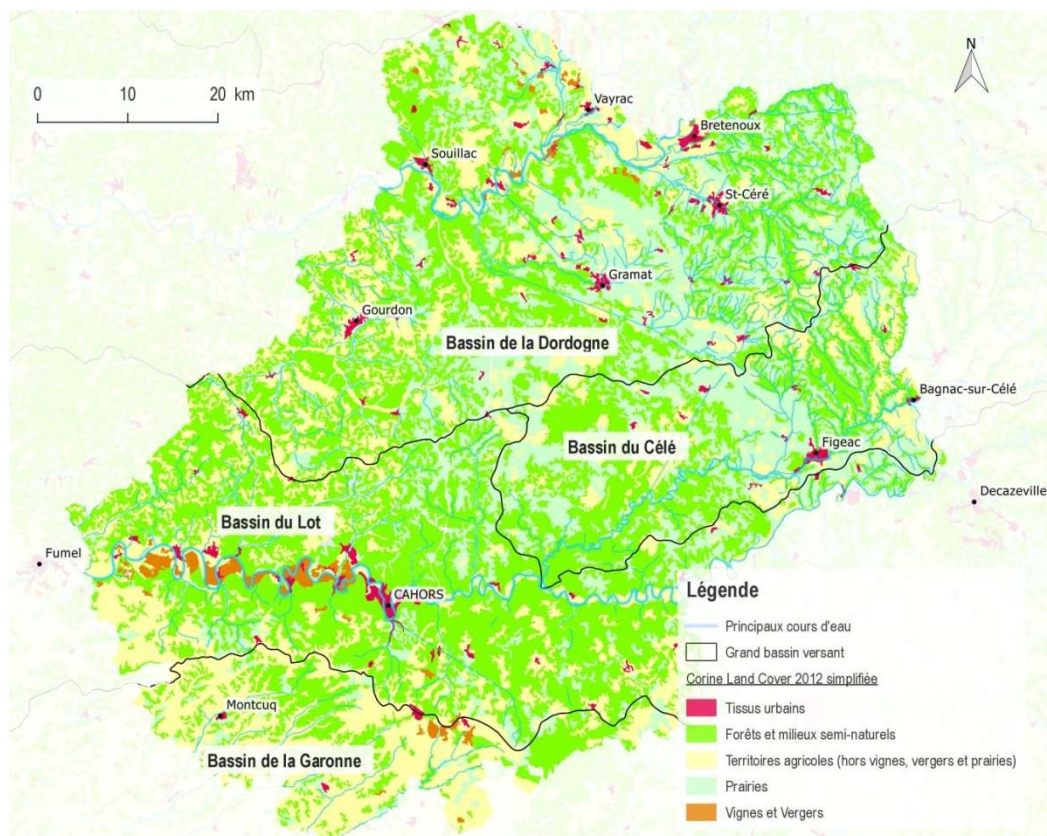 N
0 10 20 km
Vayrac
Bretenoux
Souillac
St-Céré
Gramat
Gourdon
Bassin de la Dordogne
Bagnac-sur-Célé
Bassin du Célé
Figeac
Decazeville
Bassin du Lot
Fumel
CAHORS
Montcuq
Bassin de la Garonne
Légende
Principaux cours d'eau
Grand bassin versant
Corine Land Cover 2012 simplifiée
Tissus urbains
Forêts et milieux semi-naturels
Territoires agricoles (hors vignes, vergers et prairies)
Prairies
Vignes et Vergers